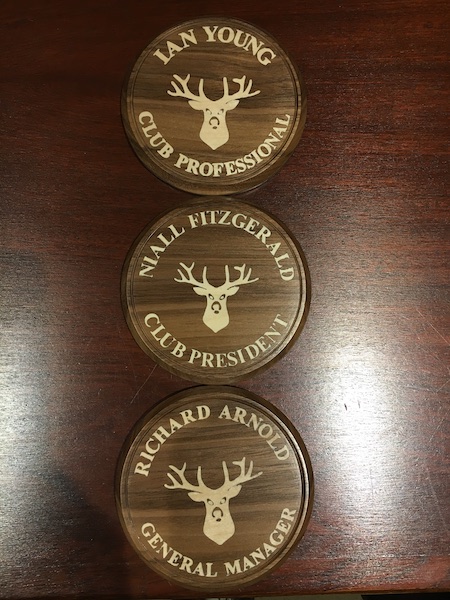 IAN YOUNG
CLUB PROFESSIONAL
NIALL FITZGERALD
CLUB PRESIDENT
RICHARD ARNOLD
GENERAL MANAGER